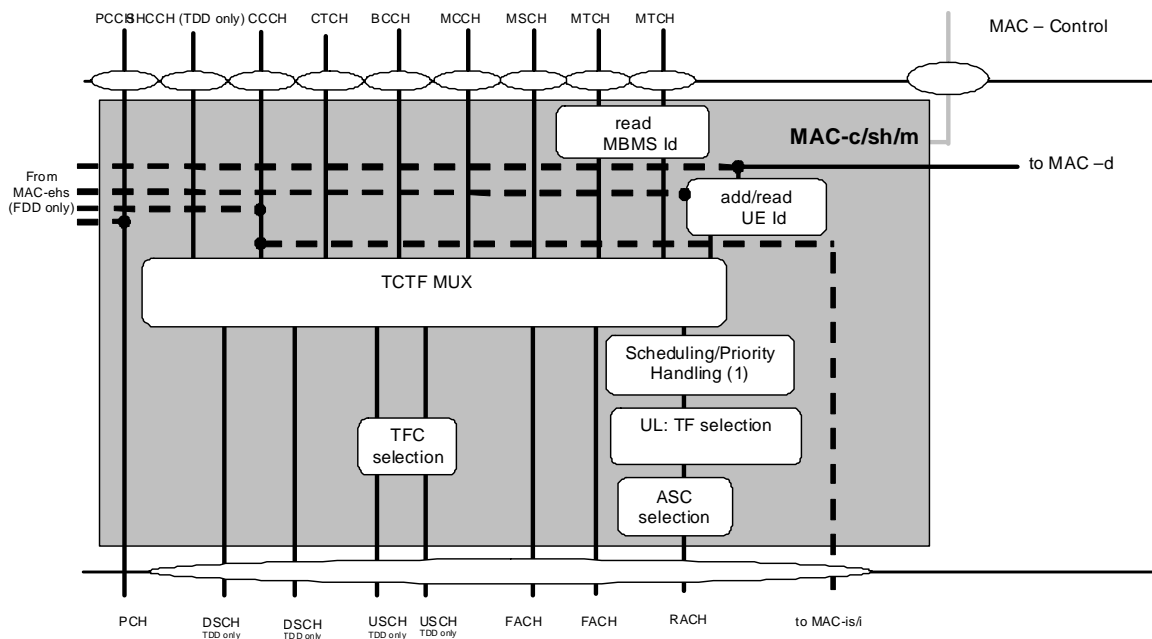 PCCH SHCCH (TDD only) CCCH CTCH BCCH MCCH MSCH MTCH MTCH
MAC – Control
read
MBMS Id
MAC-c/sh/m
From
MAC-ehs
(FDD only)
to MAC –d
add/read
UE Id
TCTF MUX
Scheduling/Priority
Handling (1)
UL: TF selection
TFC
selection
ASC
selection
PCH
DSCH
TDD only
DSCH
TDD only
USCH
TDD only
USCH
TDD only
FACH
FACH
RACH
to MAC-is/i